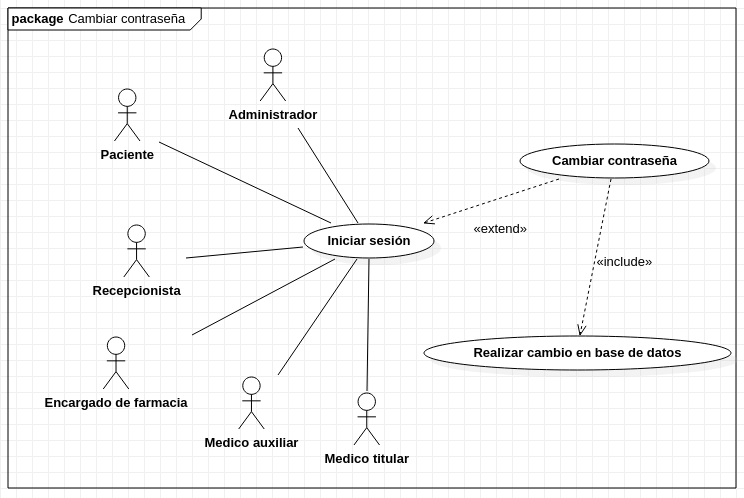 package Cambiar contraseña
Administrador
Paciente
Cambiar contraseña
«extend»
Iniciar sesión
«include»
Recepcionista
Realizar cambio en base de datos
Encargado de farmacia
Medico auxiliar
Medico titular